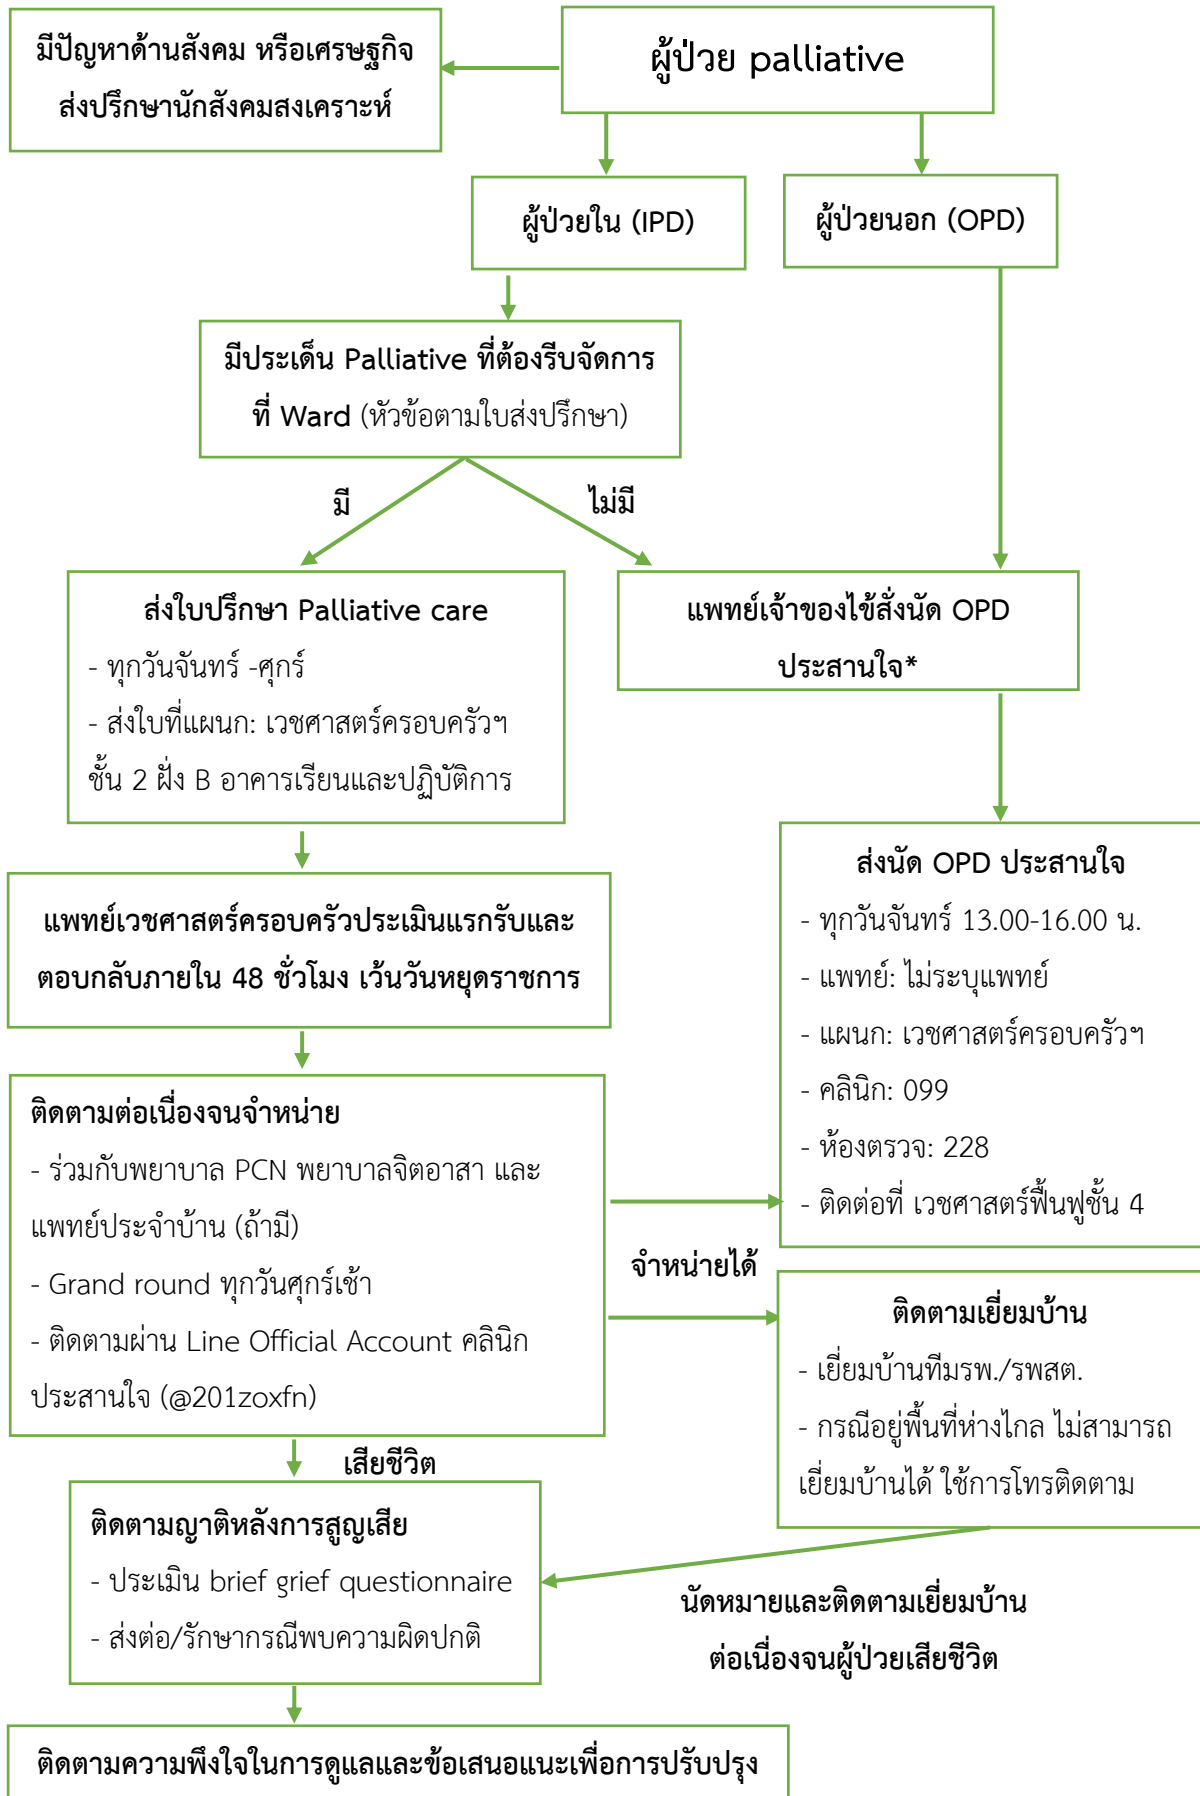 มีปัญหาด้านสังคม หรือเศรษฐกิจ
ส่งปรึกษานักสังคมสงเคราะห์
ผู้ป่วย palliative
ผู้ป่วยใน (IPD)
ผู้ป่วยนอก (OPD)
มีประเด็น Palliative ที่ต้องรีบจัดการ
ที่ Ward (หัวข้อตามใบส่งปรึกษา)
มี
ไม่มี
ส่งใบปรึกษา Palliative care
- ทุกวันจันทร์ -ศุกร์
- ส่งใบที่แผนก: เวชศาสตร์ครอบครัวฯ
ชั้น 2 ฝั่ง B อาคารเรียนและปฏิบัติการ
แพทย์เจ้าของไข้สั่งนัด OPD
ประสานใจ*
แพทย์เวชศาสตร์ครอบครัวประเมินแรกรับและ
ตอบกลับภายใน 48 ชั่วโมง เว้นวันหยุดราชการ
ส่งนัด OPD ประสานใจ
- ทุกวันจันทร์ 13.00-16.00 น.
- แพทย์: ไม่ระบุแพทย์
- แผนก: เวชศาสตร์ครอบครัวฯ
- คลินิก: 099
- ห้องตรวจ: 228
- ติดต่อที่ เวชศาสตร์ฟื้นฟูชั้น 4
ติดตามต่อเนื่องจนจำหน่าย
- ร่วมกับพยาบาล PCN พยาบาลจิตอาสา และ
แพทย์ประจำบ้าน (ถ้ามี)
- Grand round ทุกวันศุกร์เช้า
- ติดตามผ่าน Line Official Account คลินิก
ประสานใจ (@201zoxfn)
จำหน่ายได้
ติดตามเยี่ยมบ้าน
- เยี่ยมบ้านทีมรพ./รพสต.
- กรณีอยู่พื้นที่ห่างไกล ไม่สามารถ
เยี่ยมบ้านได้ ใช้การโทรติดตาม
เสียชีวิต
ติดตามญาติหลังการสูญเสีย
- ประเมิน brief grief questionnaire
- ส่งต่อ/รักษากรณีพบความผิดปกติ
นัดหมายและติดตามเยี่ยมบ้าน
ต่อเนื่องจนผู้ป่วยเสียชีวิต
ติดตามความพึงใจในการดูแลและข้อเสนอแนะเพื่อการปรับปรุง